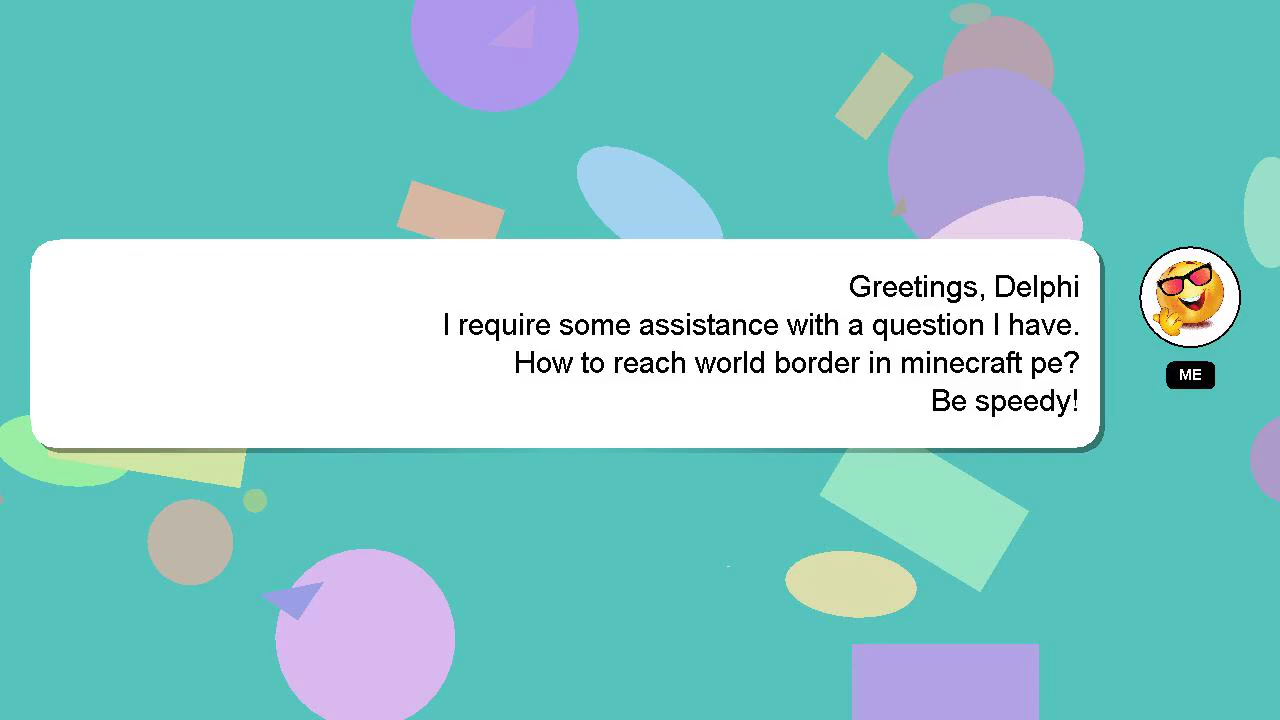 Greetings, Delphi
I require some assistance with a question I have.
How to reach world border in minecraft pe?
Be speedy!
ME